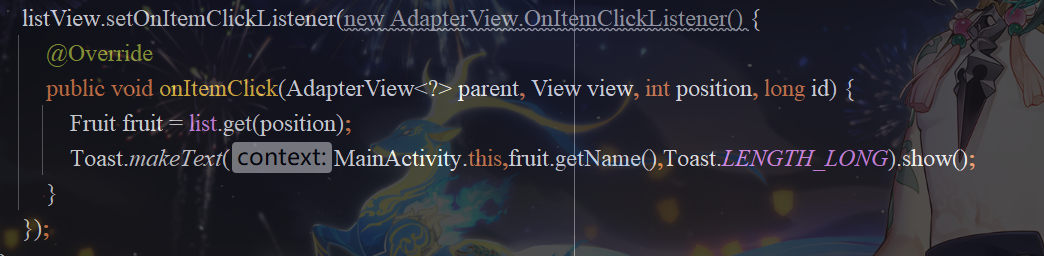 listView.setOnItemClickListener(new AdapterView.OnItemClickListener() {
@Override
public void onItemClick(AdapterView<?> parent, View view, int position, long id) {
Fruit fruit = list.get(position);
Toast.makeText( context: MainActivity.this,fruit.getName(),Toast.LENGTH_LONG).show();
}
});